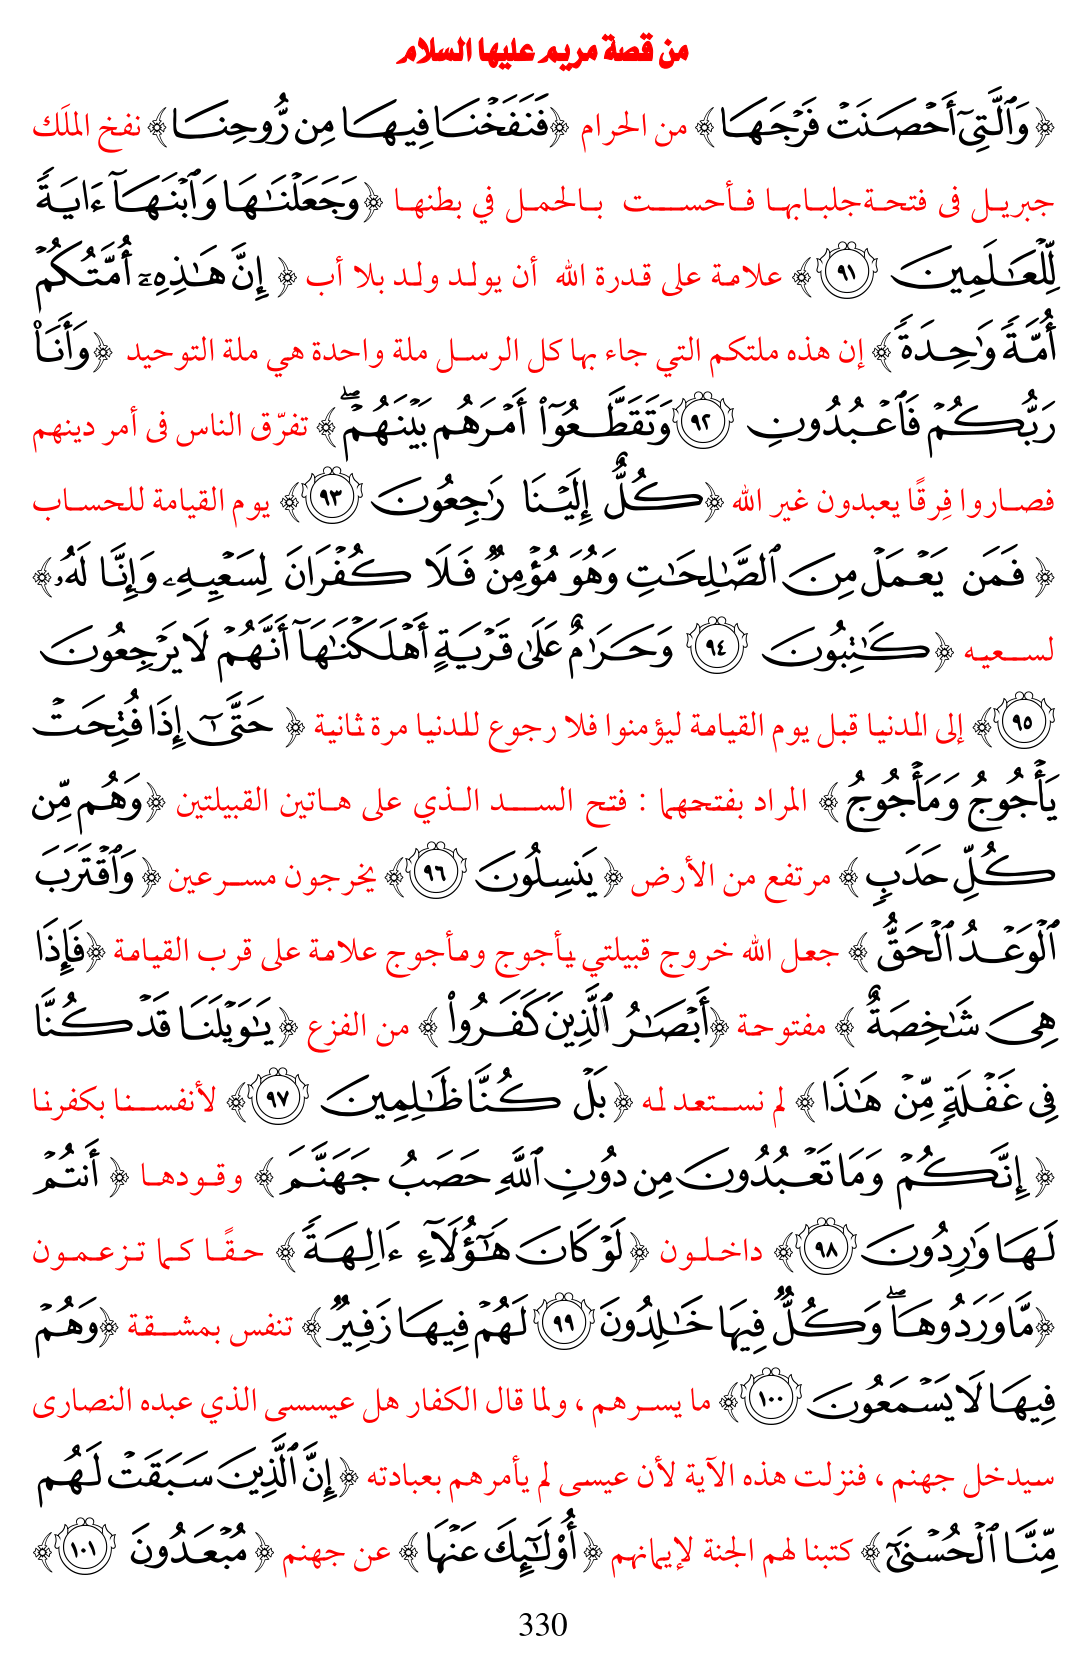 من قصة مريم عليها السلام
﴿وَٱلَّتِىٓ أَحْصَنَتْ فَرْجَهَا﴾ من الحرام ﴿فَنَفَخْنَا فِيهَا مِن رُّوحِنَا﴾ نفخ الملَك
جبريل فى فتحة جلبابها فأحست بالحمل في بطنها ﴿وَجَعَلْنَـٰهَا وَٱبْنَهَآ ءَايَةً
لِّلْعَـٰلَمِينَ ٩١﴾ علامة على قدرة الله أن يولد ولد بلا أب ﴿إِنَّ هَـٰذِهِۦٓ أُمَّتُكُمْ
أُمَّةً وَٰحِدَةً﴾ إن هذه ملتكم التي جاء بها كل الرسل ملة واحدة هي ملة التوحيد ﴿وَأَنَا۠
رَبُّكُمْ فَٱعْبُدُونِ ٩٢ وَتَقَطَّعُوٓا۟ أَمْرَهُم بَيْنَهُمْ ۖ﴾ تفرّق الناس فى أمر دينهم
فصاروا فِرقًا يعبدون غير الله ﴿كُلٌّ إِلَيْنَا رَٰجِعُونَ ٩٣﴾ يوم القيامة للحساب
﴿فَمَن يَعْمَلْ مِنَ ٱلصَّـٰلِحَـٰتِ وَهُوَ مُؤْمِنٌ فَلَا كُفْرَانَ لِسَعْيِهِۦ وَإِنَّا لَهُۥ﴾
لسعيه ﴿كَـٰتِبُونَ ٩٤ وَحَرَٰمٌ عَلَىٰ قَرْيَةٍ أَهْلَكْنَـٰهَآ أَنَّهُمْ لَا يَرْجِعُونَ
٩٥﴾ إلى الدنيا قبل يوم القيامة ليؤمنوا فلا رجوع للدنيا مرة ثانية ﴿حَتَّىٰٓ إِذَا فُتِحَتْ
يَأْجُوجُ وَمَأْجُوجُ﴾ المراد بفتحهما : فتح السد الذي على هاتين القبيلتين ﴿وَهُم مِّن
كُلِّ حَدَبٍ﴾ مرتفع من الأرض ﴿يَنسِلُونَ ٩٦﴾ يخرجون مسرعين ﴿وَٱقْتَرَبَ
ٱلْوَعْدُ ٱلْحَقُّ﴾ جعل الله خروج قبيلتي يأجوج ومأجوج علامة على قرب القيامة ﴿فَإِذَا
هِىَ شَـٰخِصَةٌ﴾ مفتوحة ﴿أَبْصَـٰرُ ٱلَّذِينَ كَفَرُوا۟﴾ من الفزع ﴿يَـٰوَيْلَنَا قَدْ كُنَّا
فِى غَفْلَةٍ مِّنْ هَـٰذَا﴾ لم نستعد له ﴿بَلْ كُنَّا ظَـٰلِمِينَ ٩٧﴾ لأنفسنا بكفرنا
﴿إِنَّكُمْ وَمَا تَعْبُدُونَ مِن دُونِ ٱللَّهِ حَصَبُ جَهَنَّمَ﴾ وقودها ﴿أَنتُمْ
لَهَا وَٰرِدُونَ ٩٨﴾ داخلون ﴿لَوْ كَانَ هَـٰٓؤُلَآءِ ءَالِهَةً﴾ حقًا كما تزعمون
﴿مَّا وَرَدُوهَا ۖ وَكُلٌّ فِيهَا خَـٰلِدُونَ ٩٩ لَهُمْ فِيهَا زَفِيرٌ﴾ تنفس بمشقة ﴿وَهُمْ
فِيهَا لَا يَسْمَعُونَ ١٠٠﴾ ما يسرهم ، ولما قال الكفار هل عيسسى الذي عبده النصارى
سيدخل جهنم ، فنزلت هذه الآية لأن عيسى لم يأمرهم بعبادته ﴿إِنَّ ٱلَّذِينَ سَبَقَتْ لَهُم
مِّنَّا ٱلْحُسْنَىٰٓ﴾ كتبنا لهم الجنة لإيمانهم ﴿أُو۟لَـٰٓئِكَ عَنْهَا﴾ عن جهنم ﴿مُبْعَدُونَ ١٠١﴾
330